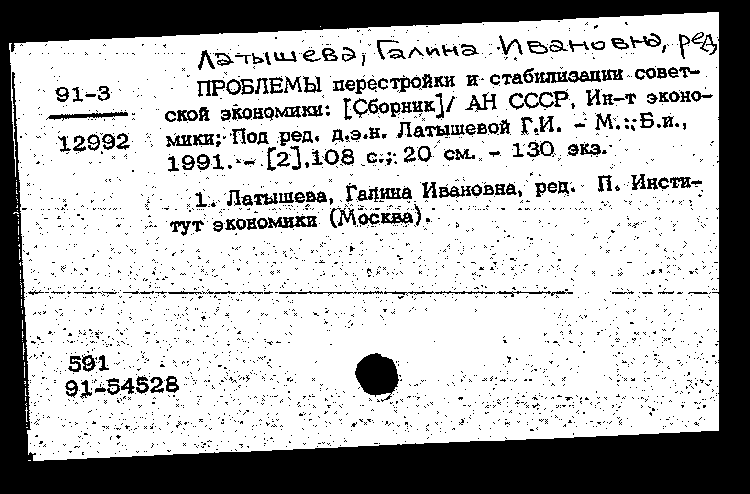 Латышева, Галина Ивановна, ред
91-3
12992
ПРОБЛЕМЫ перестройки и стабилизации совет-
ской экономики: [Сборник]/ АН СССР, Ин-т эконо-
мики; Под ред. д.э.н. Латышевой Г.И. - М.:;Б.и.,
1991. - [2],108 с.; 20 см. - 130 экз.
1. Латышева, Галина Ивановна, ред. П. Инсти-
тут экономики (Москва).
591
91-54528